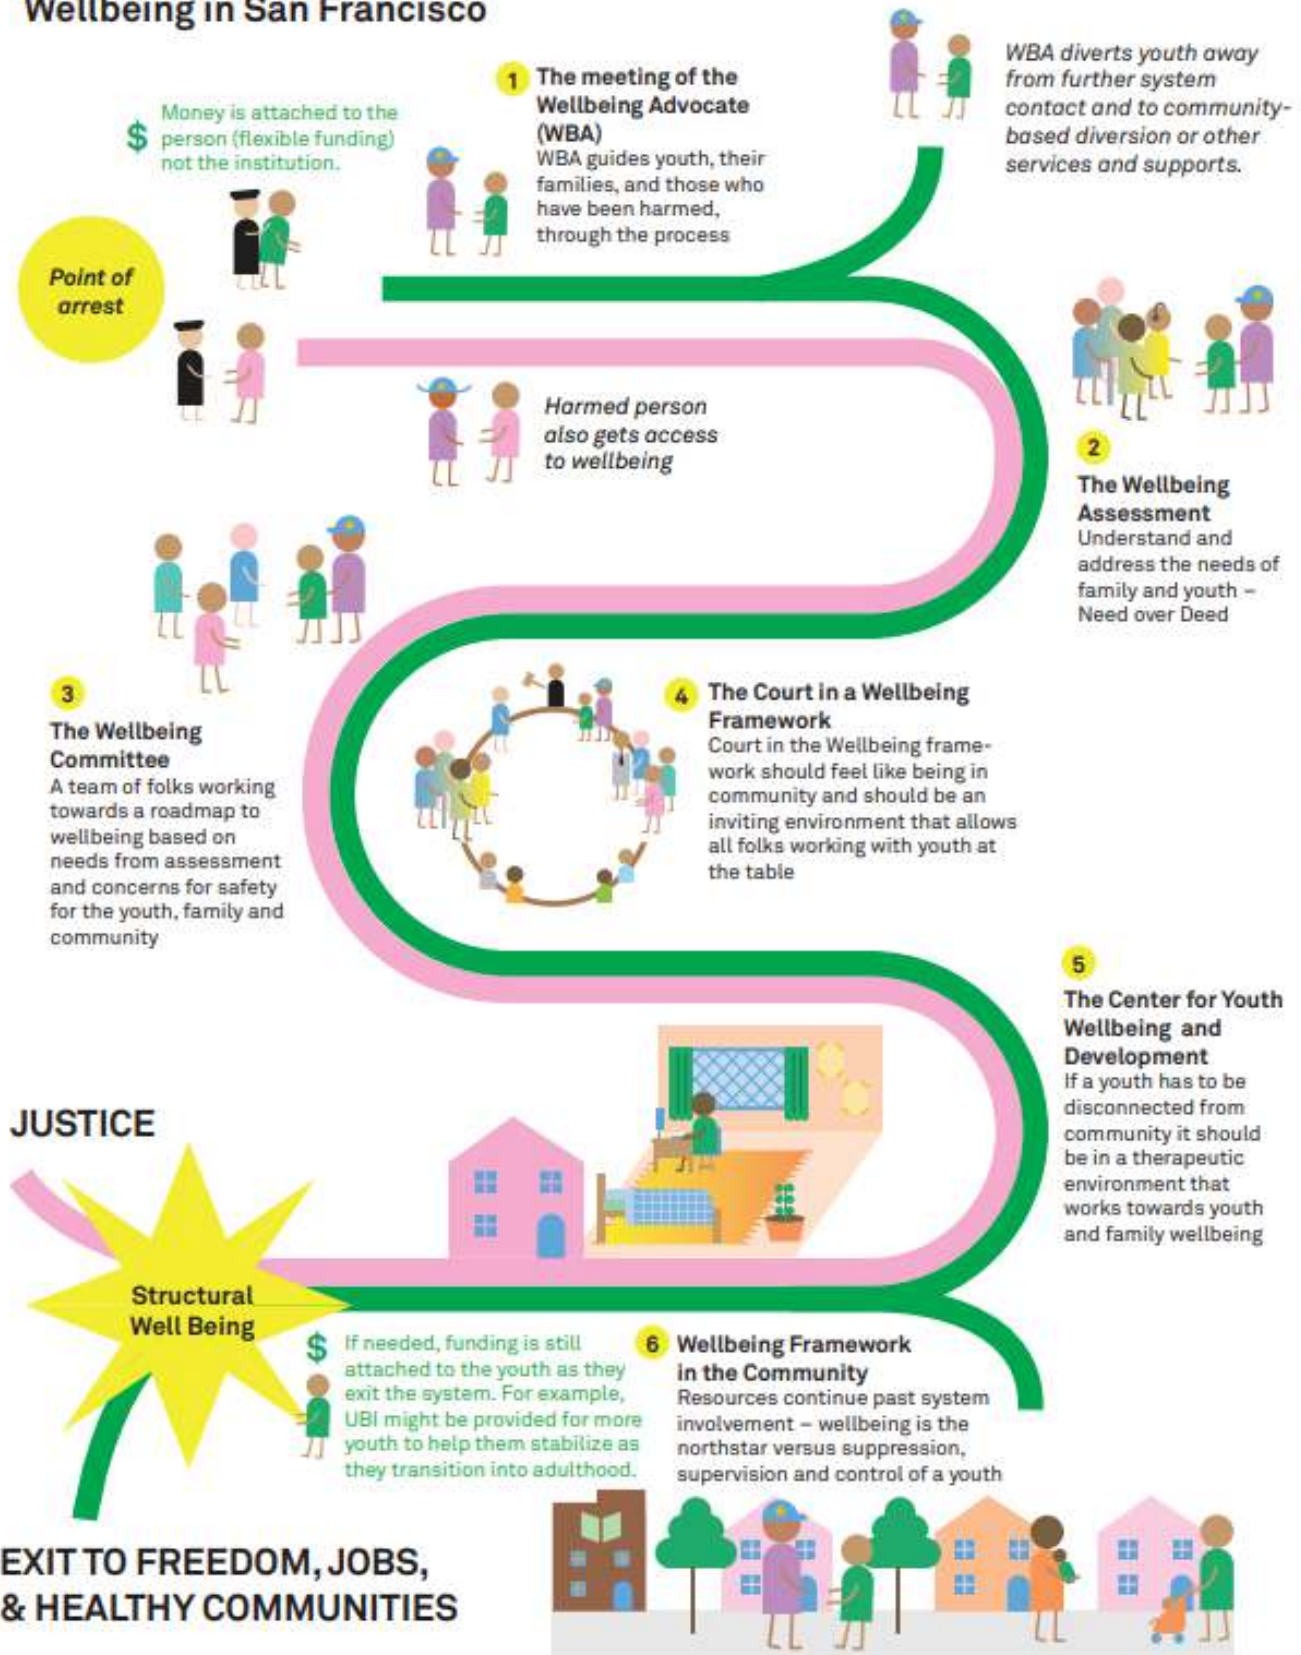 Wellbeing in San Francisco
$ Money is attached to the
person (flexible funding)
not the institution.
Point of
arrest
1 The meeting of the
Wellbeing Advocate
(WBA)
WBA guides youth, their
families, and those who
have been harmed,
through the process
WBA diverts youth away
from further system
contact and to community-
based diversion or other
services and supports.
Harmed person
also gets access
to wellbeing
2
The Wellbeing
Assessment
Understand and
address the needs of
family and youth –
Need over Deed
3
The Wellbeing
Committee
A team of folks working
towards a roadmap to
wellbeing based on
needs from assessment
and concerns for safety
for the youth, family and
community
4 The Court in a Wellbeing
Framework
Court in the Wellbeing frame-
work should feel like being in
community and should be an
inviting environment that allows
all folks working with youth at
the table
5
The Center for Youth
Wellbeing and
Development
If a youth has to be
disconnected from
community it should
be in a therapeutic
environment that
works towards youth
and family wellbeing
JUSTICE
Structural
Well Being
$ If needed, funding is still
attached to the youth as they
exit the system. For example,
UBI might be provided for more
youth to help them stabilize as
they transition into adulthood.
6 Wellbeing Framework
in the Community
Resources continue past system
involvement – wellbeing is the
northstar versus suppression,
supervision and control of a youth
EXIT TO FREEDOM, JOBS,
& HEALTHY COMMUNITIES